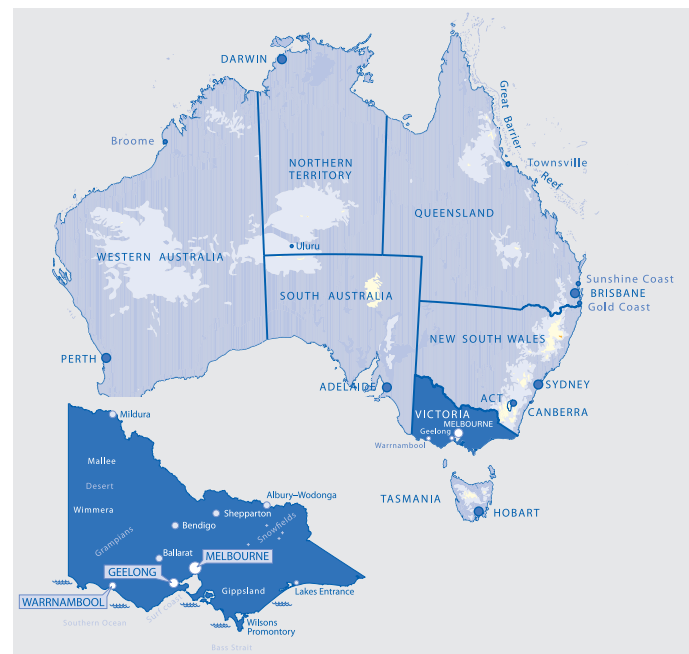 DARWIN
Great Barrier
Reef
Broome
Townsville
NORTHERN
TERRITORY
QUEENSLAND
Uluru
WESTERN AUSTRALIA
Sunshine Coast
BRISBANE
Gold Coast
SOUTH AUSTRALIA
NEW SOUTH WALES
PERTH
ADELAIDE
SYDNEY
ACT
CANBERRA
VICTORIA
MELBOURNE
Geelong
Warrnambool
TASMANIA
HOBART
Mildura
Mallee
Desert
Wimmera
Albury–Wodonga
Shepparton
Bendigo
Snowfields
Grampians
Ballarat
MELBOURNE
GEELONG
WARRNAMBOOL
Gippsland
Lakes Entrance
Surf coast
Southern Ocean
Wilsons
Promontory
Bass Strait